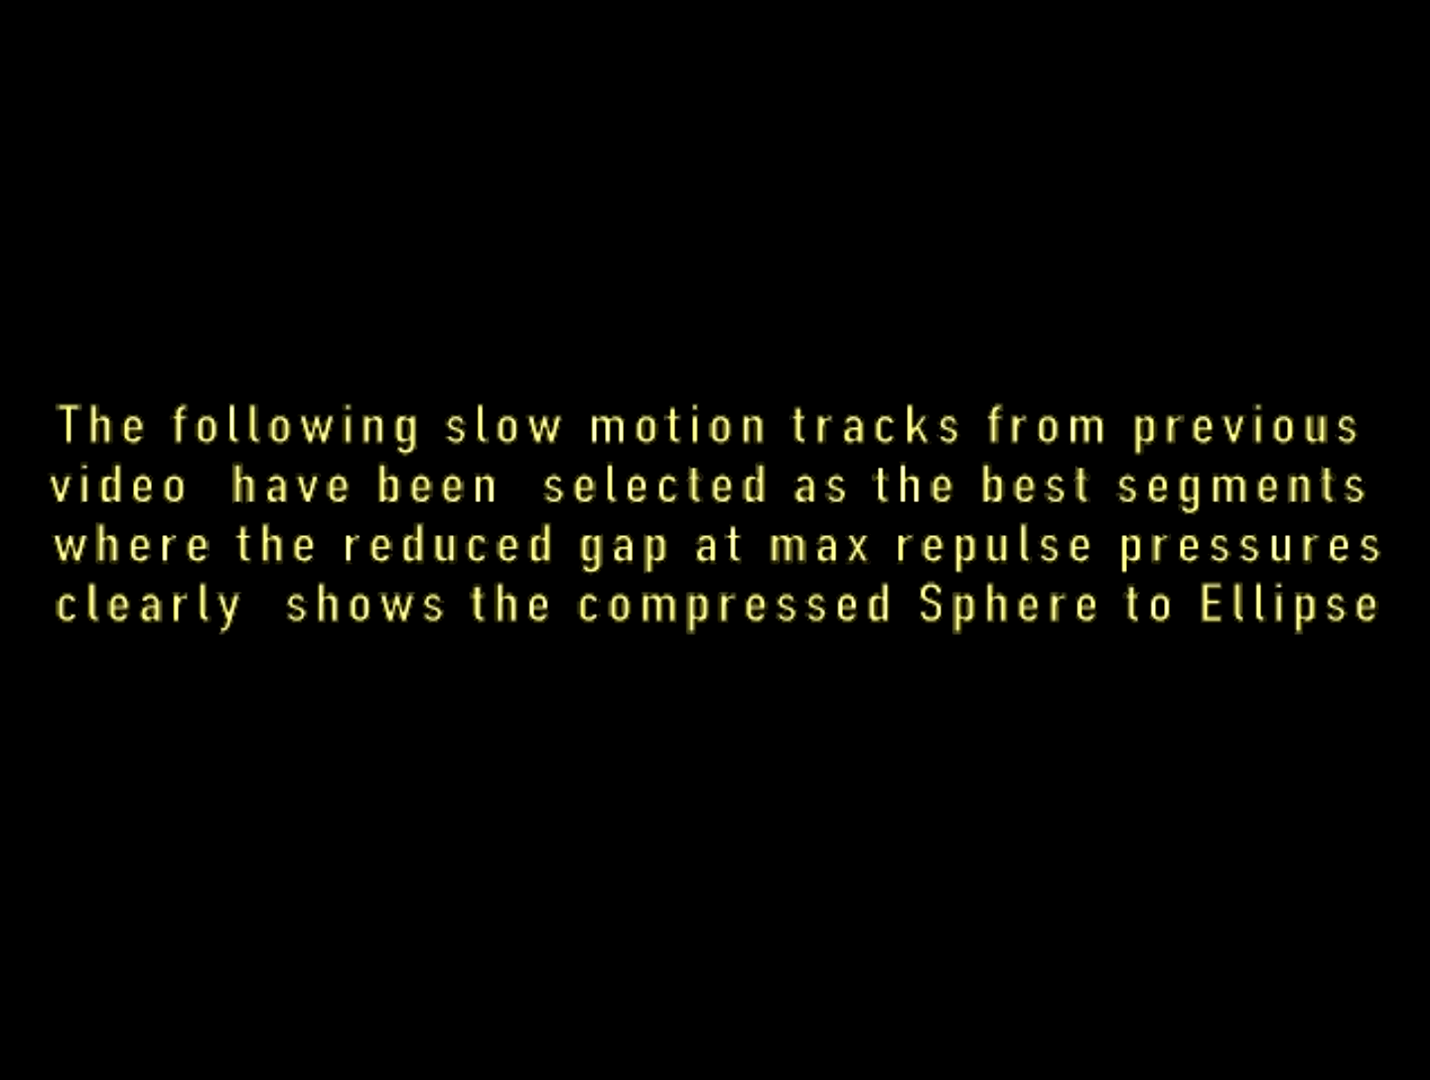 The following slow motion tracks from previous
video have been selected as the best segments
where the reduced gap at max repulse pressures
clearly shows the compressed Sphere to Ellipse